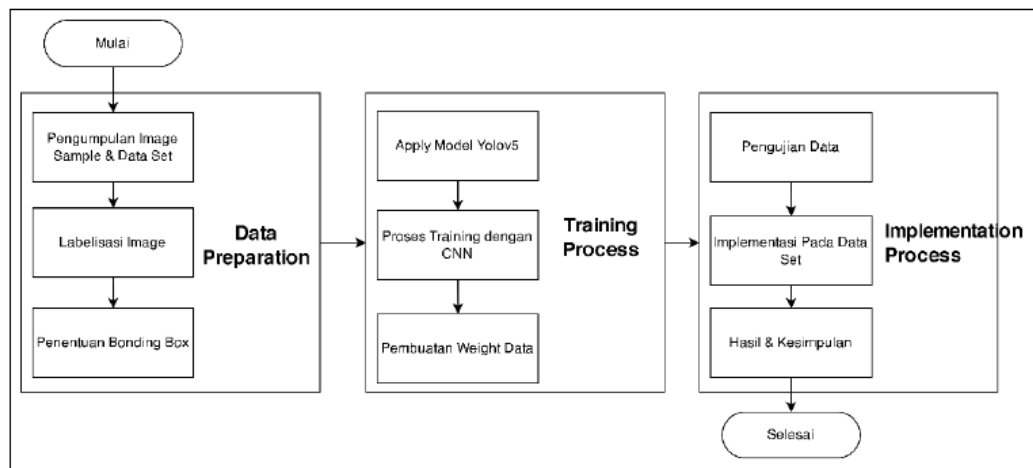 Mulai
Pengumpulan Image
Sample & Data Set
Labelisasi Image
Penentuan Bonding Box
Data
Preparation
Apply Model Yolov5
Proses Training dengan
CNN
Pembuatan Weight Data
Training
Process
Pengujian Data
Implementasi Pada Data
Set
Hasil & Kesimpulan
Implementation
Process
Selesai